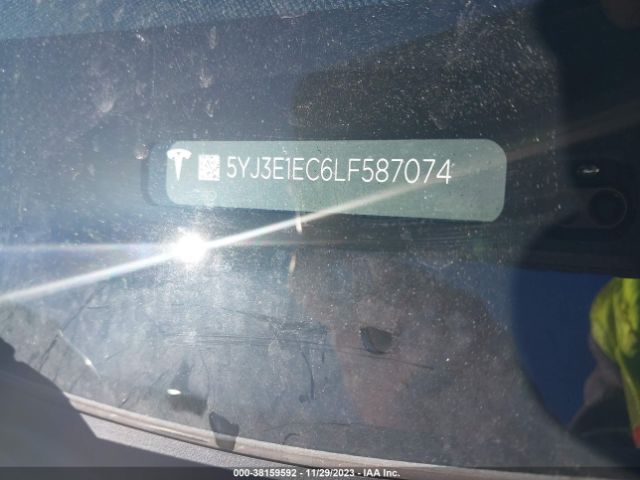 5YJ3E1EC6LF587074
000-38159592 - 11/29/2023 - IAA Inc.